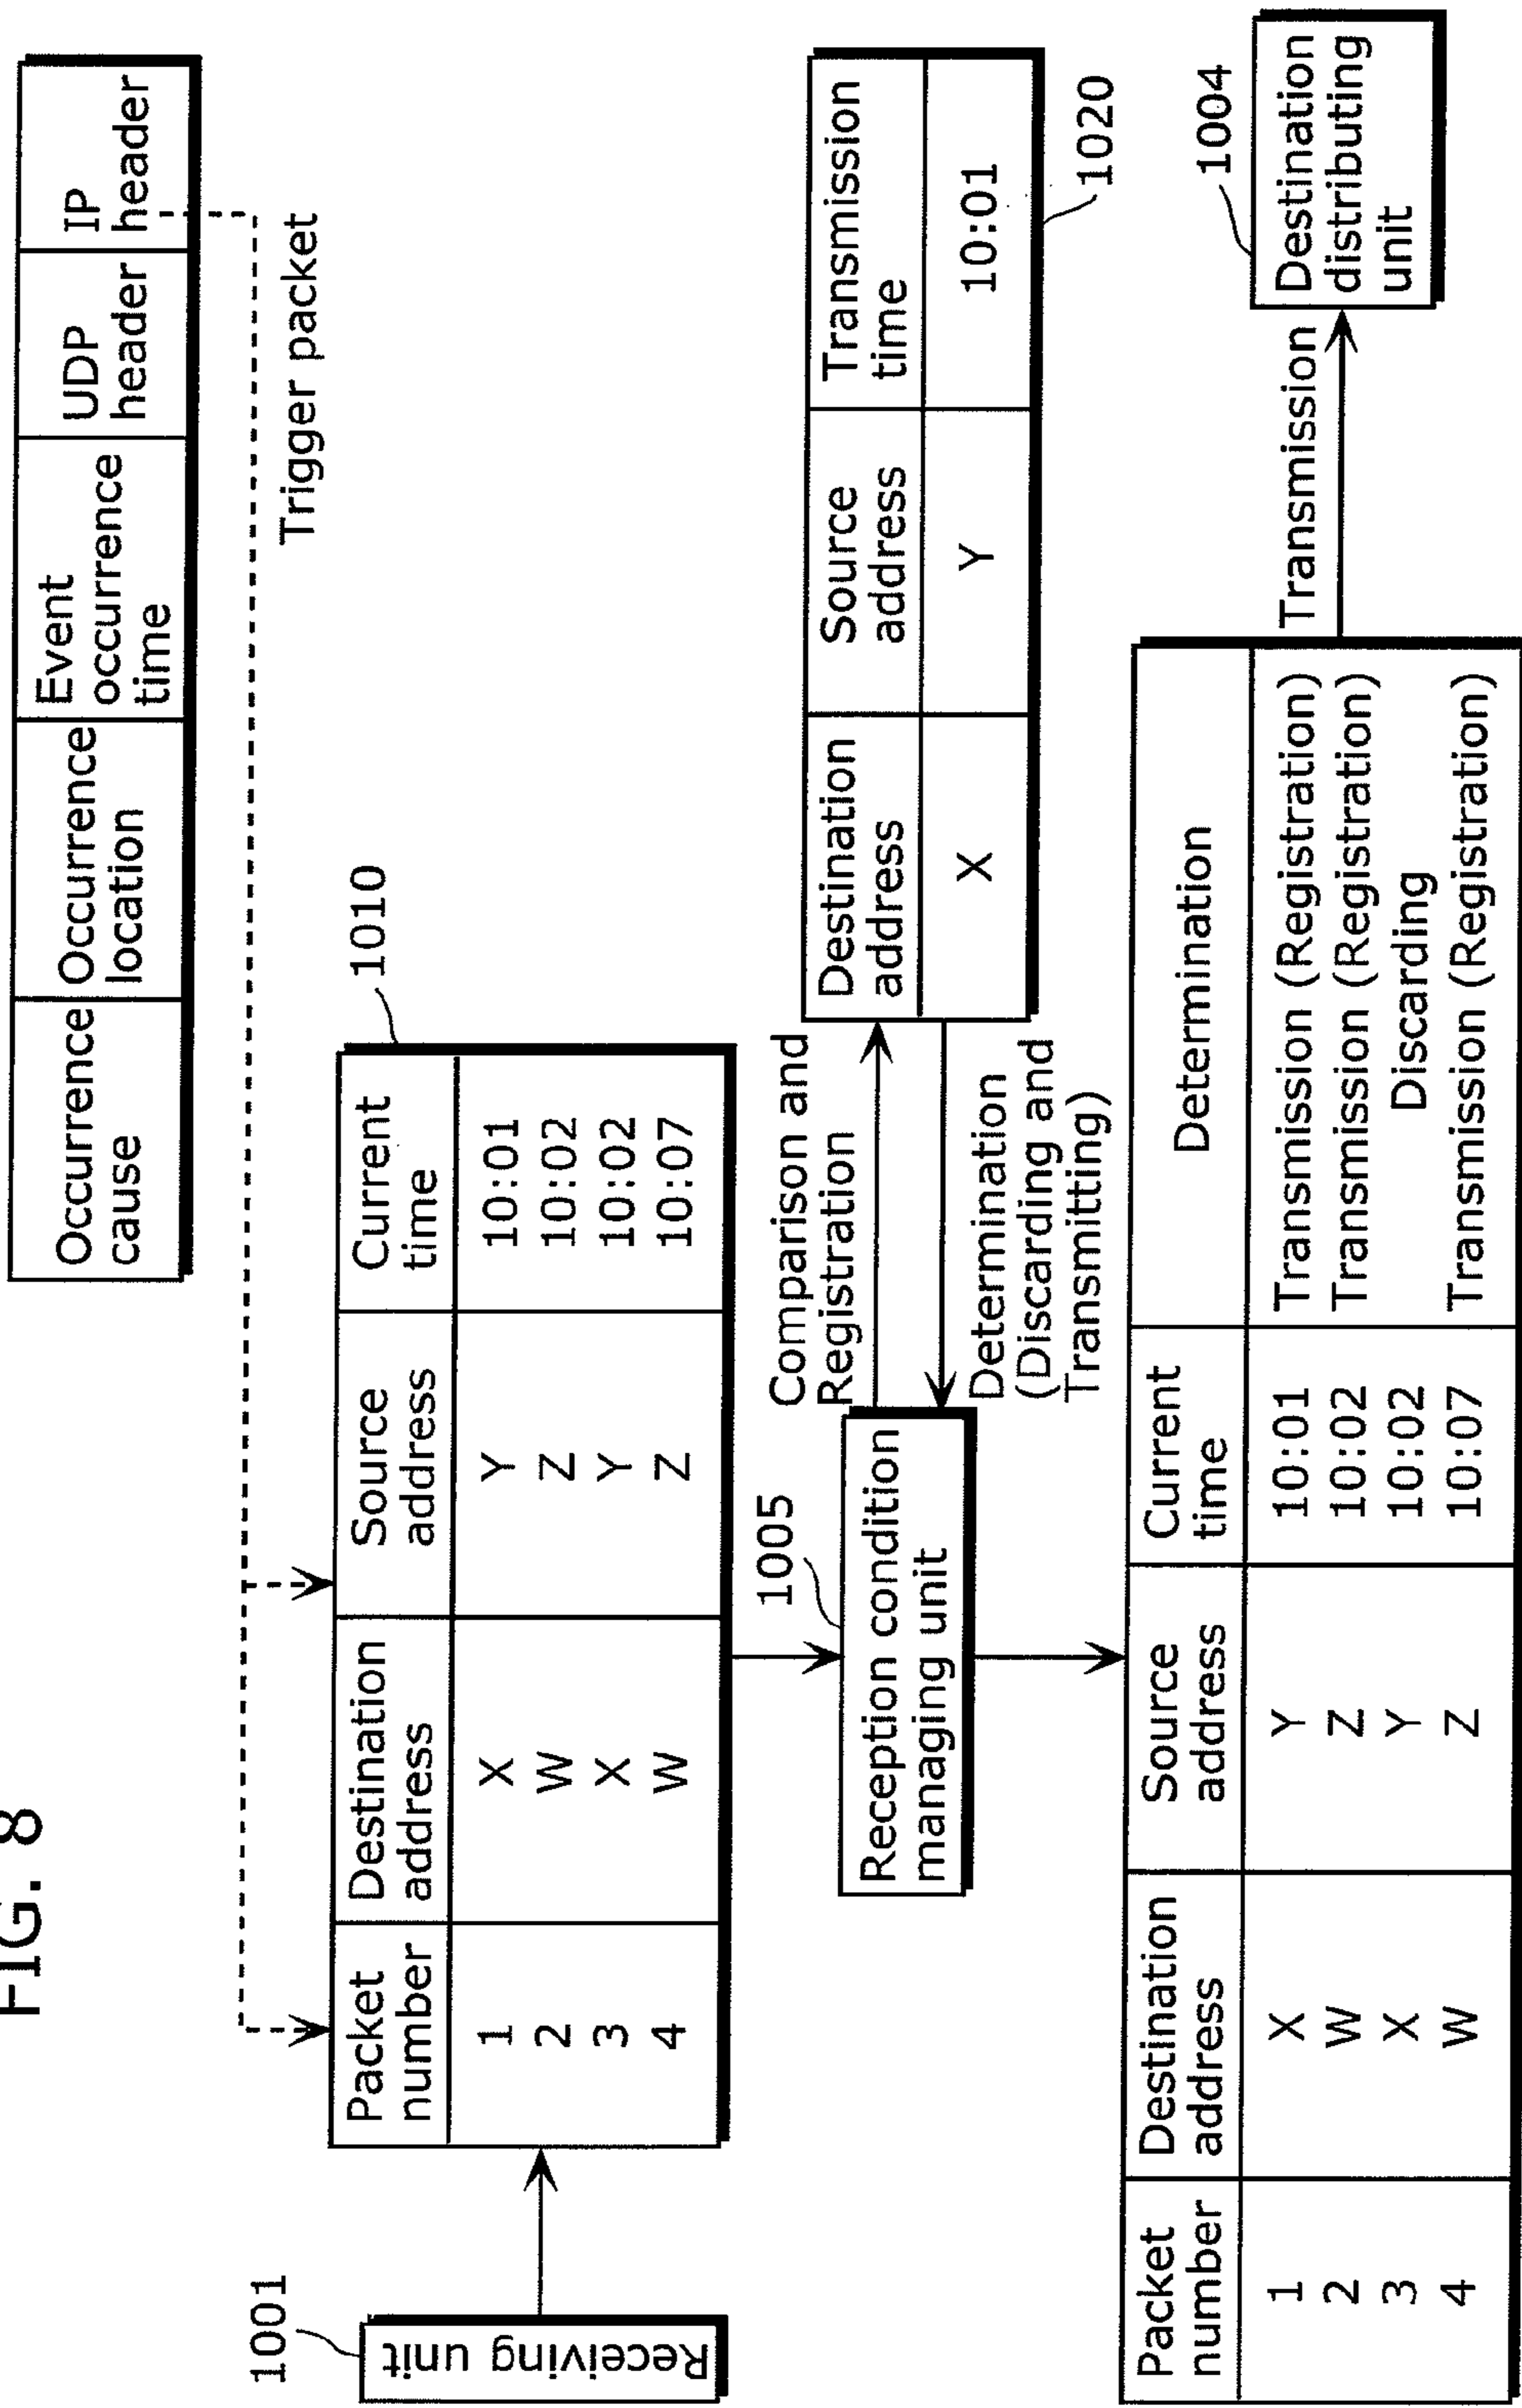 FIG. 8
Occurrence cause
Occurrence location
Event occurrence time
UDP header
IP header
Trigger packet
1001
Receiving unit
1010
Packet number
Destination address
Source address
Current time
1 X Y 10:01
2 W Z 10:02
3 X Y 10:02
4 W Z 10:07
1005
Reception condition managing unit
Comparison and Registration
Determination (Discarding and Transmitting)
Destination address
Source address
Transmission time
X Y 10:01
1020
Packet number
Destination address
Source address
Current time
Determination
1 X Y 10:01 Transmission (Registration)
2 W Z 10:02 Transmission (Registration)
3 X Y 10:02 Discarding
4 W Z 10:07 Transmission (Registration)
Transmission
1004
Destination distributing unit